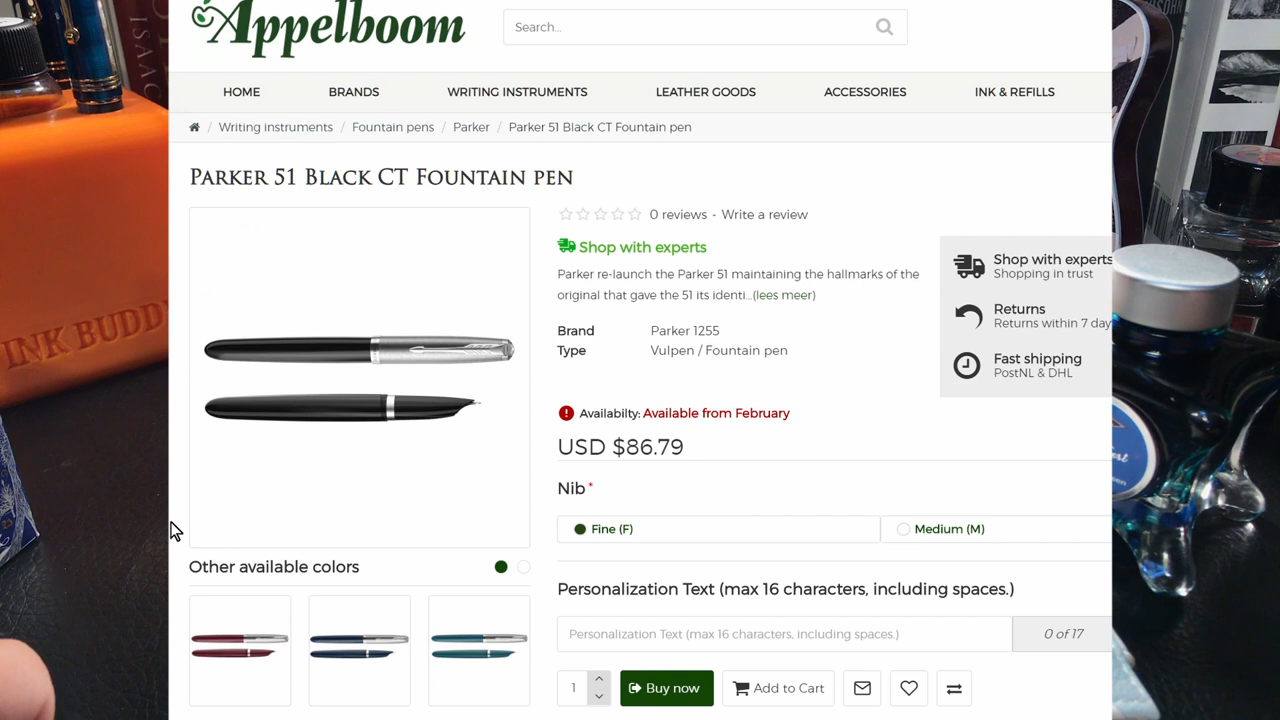 Appelboom
Search...
HOME BRANDS WRITING INSTRUMENTS LEATHER GOODS ACCESSORIES INK & REFILLS
/ Writing instruments / Fountain pens / Parker / Parker 51 Black CT Fountain pen
PARKER 51 BLACK CT FOUNTAIN PEN
0 reviews - Write a review
Shop with experts
Parker re-launch the Parker 51 maintaining the hallmarks of the
original that gave the 51 its identi...(lees meer)
Brand Parker 1255
Type Vulpen / Fountain pen
Shop with experts
Shopping in trust
Returns
Returns within 7 day
Fast shipping
PostNL & DHL
Availabilty: Available from February
USD $86.79
Nib *
Fine (F) Medium (M)
Other available colors
Personalization Text (max 16 characters, including spaces.)
Personalization Text (max 16 characters, including spaces.) 0 of 17
1 Buy now Add to Cart
ISAAC
INK BUDDY